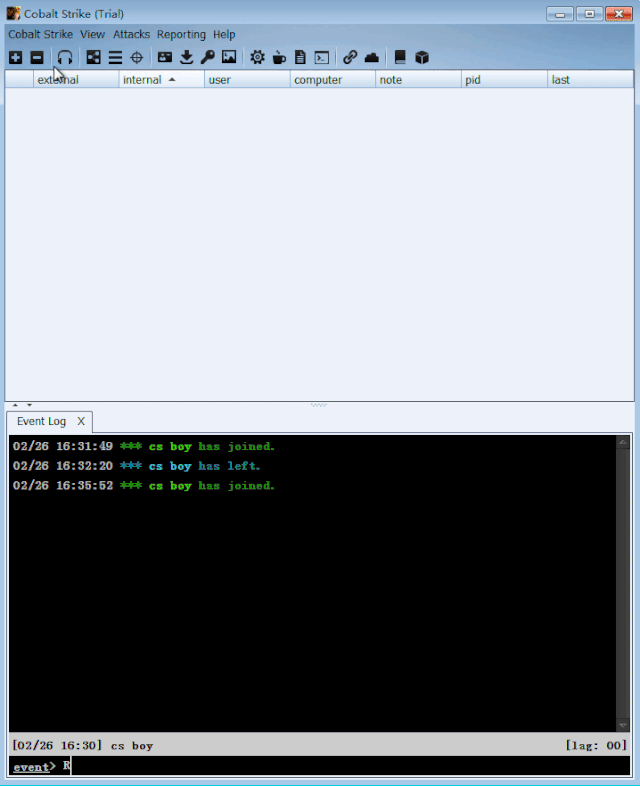 Cobalt Strike (Trial)
Cobalt Strike View Attacks Reporting Help
external internal user computer note pid last
Event Log X
02/26 16:31:49 *** cs boy has joined.
02/26 16:32:20 *** cs boy has left.
02/26 16:35:52 *** cs boy has joined.
[02/26 16:30] cs boy [lag: 00]
event> R